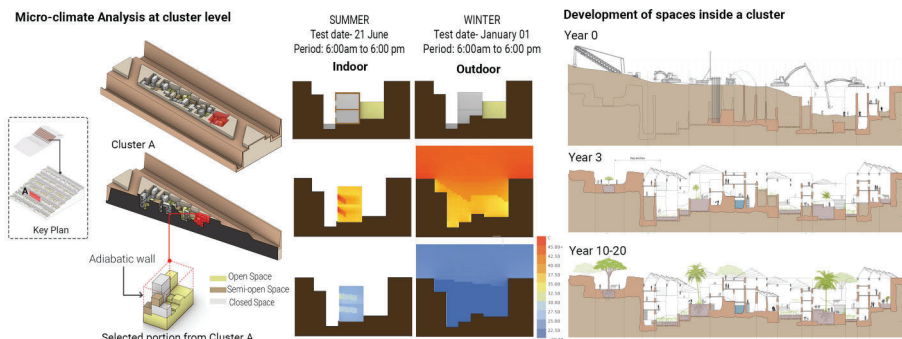 Micro-climate Analysis at cluster level
SUMMER
Test date- 21 June
Period: 6:00am to 6:00 pm
Indoor
WINTER
Test date- January 01
Period: 6:00am to 6:00 pm
Outdoor
Development of spaces inside a cluster
Year 0
Cluster A
A
Key Plan
Year 3
Adiabatic wall
Open Space
Semi-open Space
Closed Space
Selected portion from Cluster A
45.00
42.50
40.00
37.50
35.00
32.50
30.00
27.50
25.00
22.50
Year 10-20